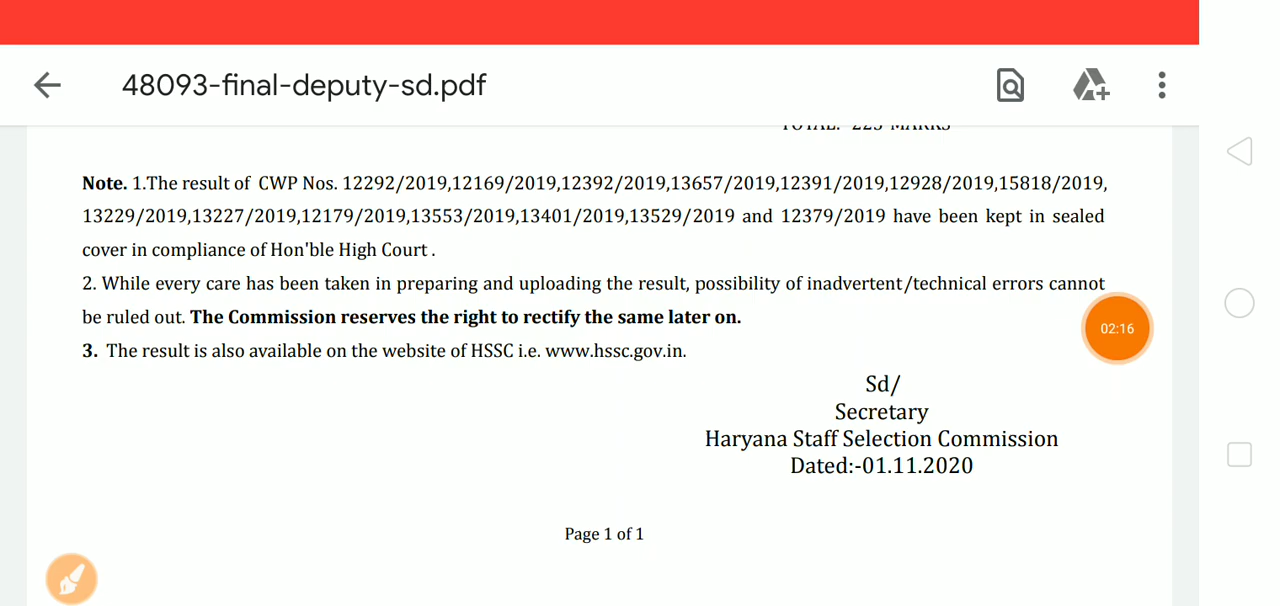 48093-final-deputy-sd.pdf
TOTAL: 225 MARKS
Note. 1.The result of CWP Nos. 12292/2019,12169/2019,12392/2019,13657/2019,12391/2019,12928/2019,15818/2019,
13229/2019,13227/2019,12179/2019,13553/2019,13401/2019,13529/2019 and 12379/2019 have been kept in sealed
cover in compliance of Hon'ble High Court .
2. While every care has been taken in preparing and uploading the result, possibility of inadvertent/technical errors cannot
be ruled out. The Commission reserves the right to rectify the same later on.
02:16
3. The result is also available on the website of HSSC i.e. www.hssc.gov.in.
Sd/
Secretary
Haryana Staff Selection Commission
Dated:-01.11.2020
Page 1 of 1